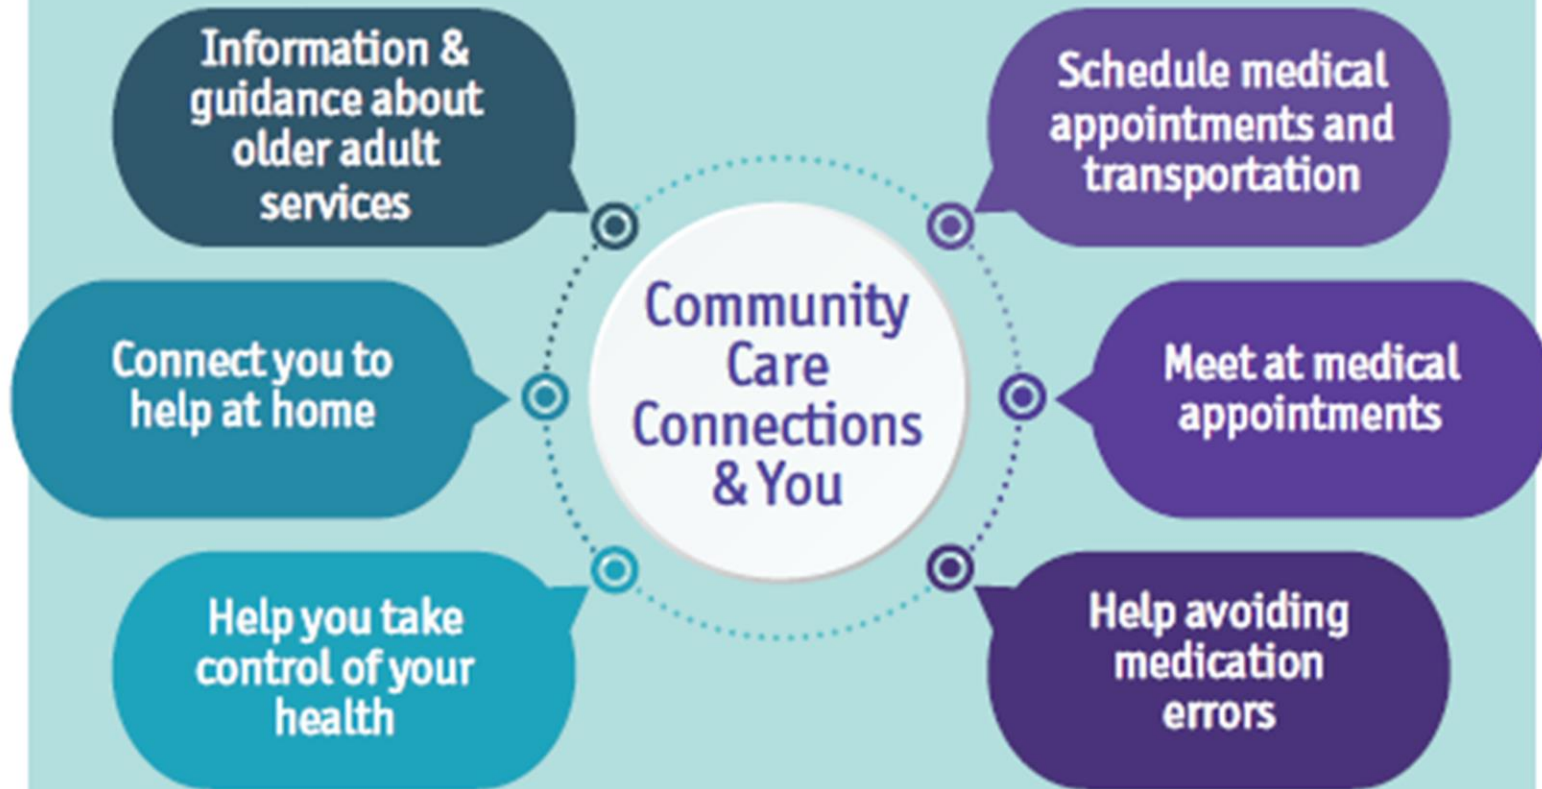 Information &
guidance about
older adult
services
Connect you to
help at home
Help you take
control of your
health
Community
Care
Connections
& You
Schedule medical
appointments and
transportation
Meet at medical
appointments
Help avoiding
medication
errors